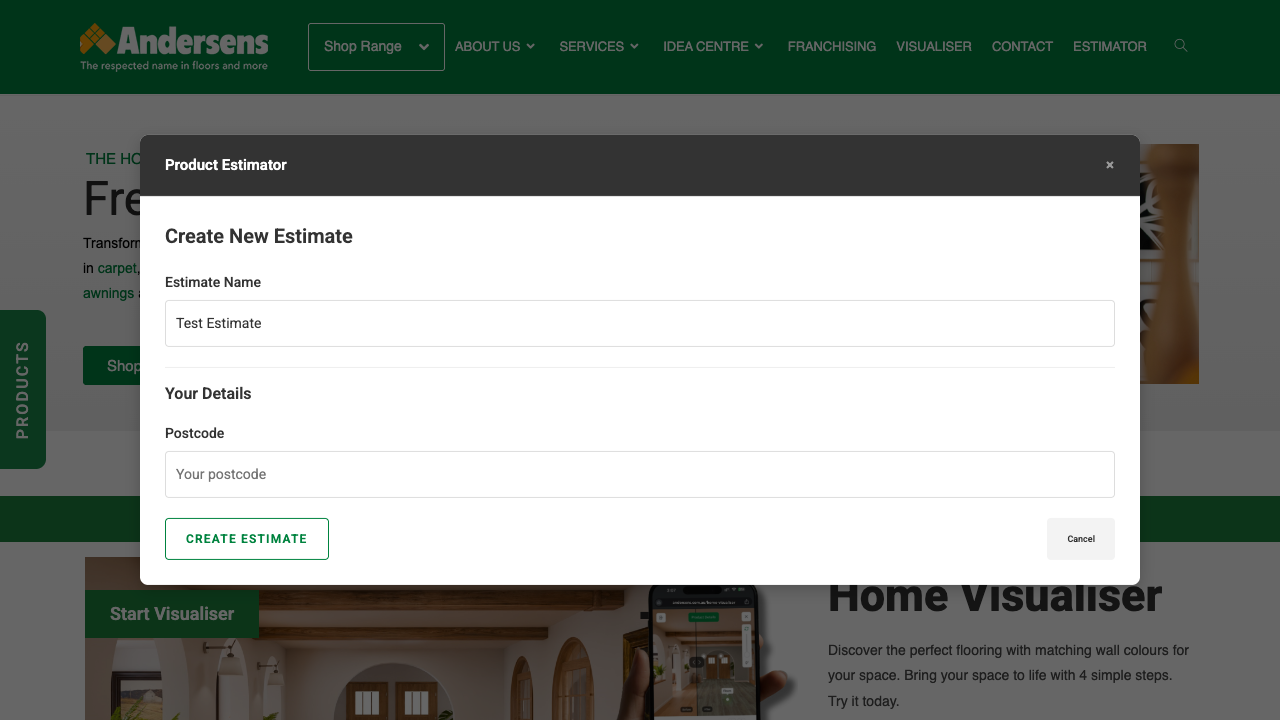 Andersens
The respected name in floors and more
Shop Range
ABOUT US
SERVICES
IDEA CENTRE
FRANCHISING
VISUALISER
CONTACT
ESTIMATOR
THE HO
Fre
Transform
in carpet,
awnings
Shop
PRODUCTS
Product Estimator
×
Create New Estimate
Estimate Name
Test Estimate
Your Details
Postcode
Your postcode
CREATE ESTIMATE
Cancel
Start Visualiser
Home Visualiser
Discover the perfect flooring with matching wall colours for
your space. Bring your space to life with 4 simple steps.
Try it today.